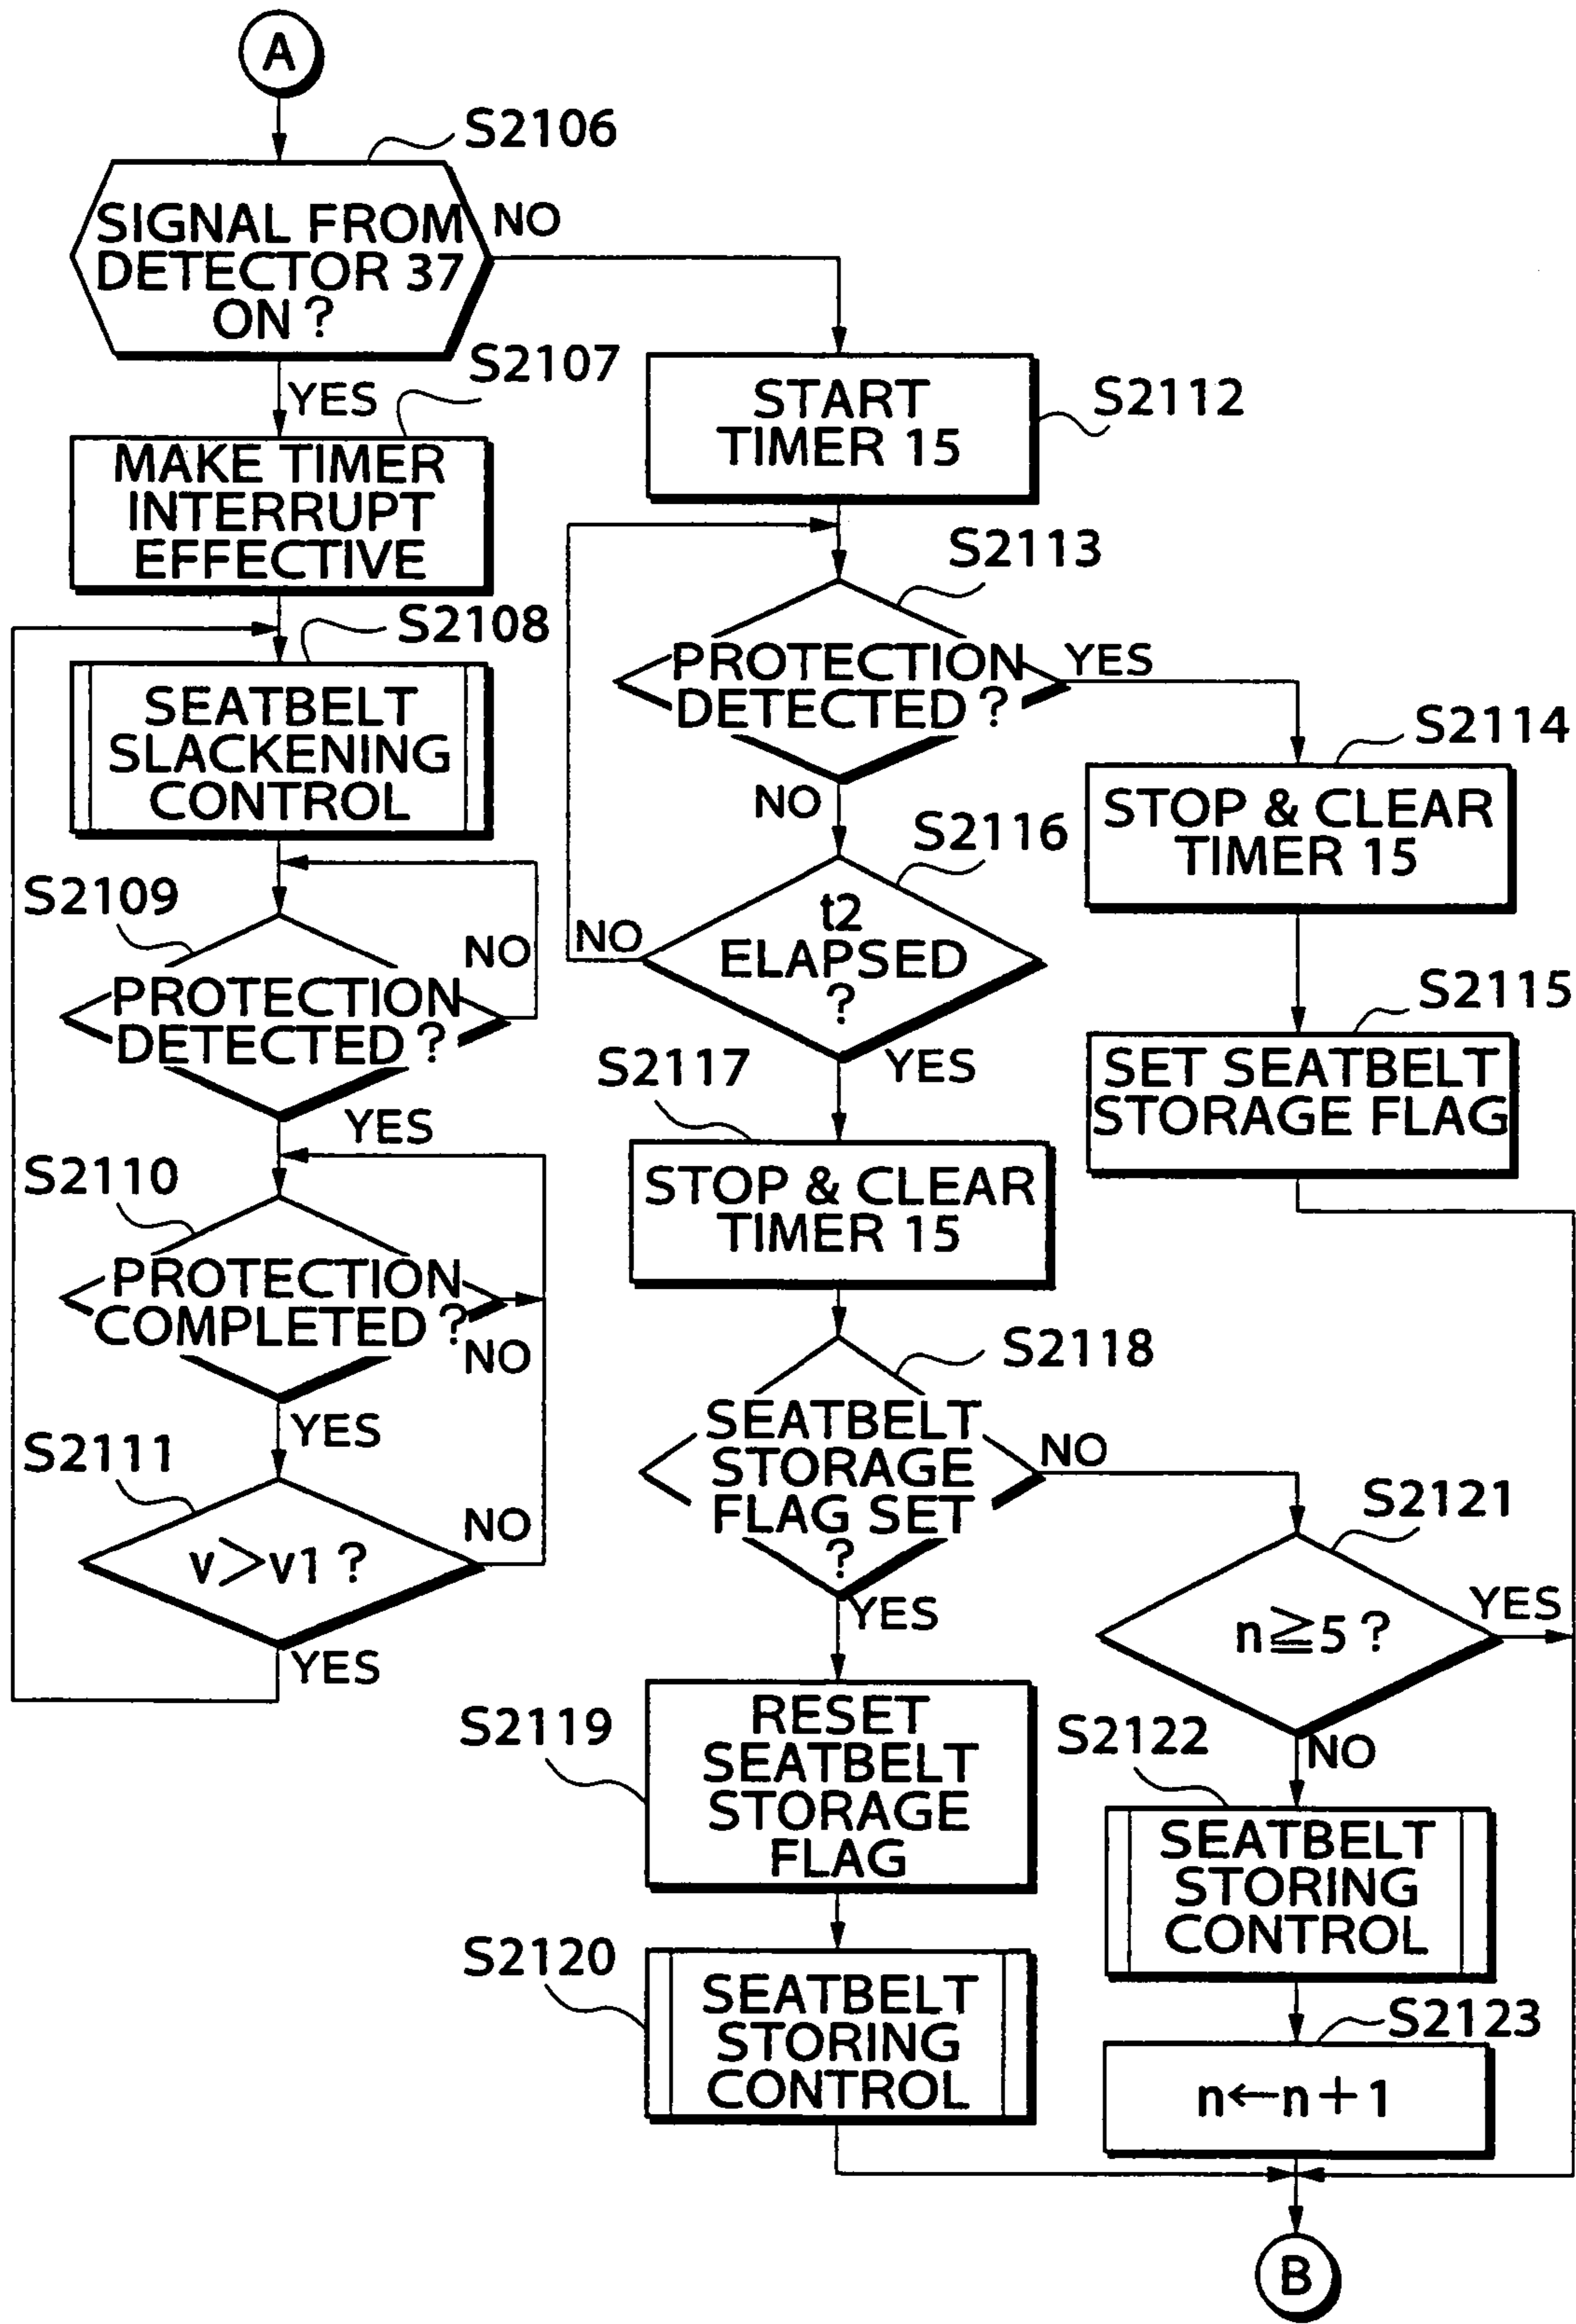 A
S2106
SIGNAL FROM
DETECTOR 37
ON ?
NO
YES
S2107
MAKE TIMER
INTERRUPT
EFFECTIVE
S2108
SEATBELT
SLACKENING
CONTROL
S2109
PROTECTION
DETECTED ?
NO
YES
S2110
PROTECTION
COMPLETED ?
NO
YES
S2111
v>v1 ?
NO
YES
START
TIMER 15
S2112
S2113
PROTECTION
DETECTED ?
YES
NO
S2114
STOP & CLEAR
TIMER 15
S2115
SET SEATBELT
STORAGE FLAG
S2116
t2
ELAPSED
?
NO
YES
S2117
STOP & CLEAR
TIMER 15
S2118
SEATBELT
STORAGE
FLAG SET
?
NO
YES
S2119
RESET
SEATBELT
STORAGE
FLAG
S2120
SEATBELT
STORING
CONTROL
S2121
n≧5 ?
YES
NO
S2122
SEATBELT
STORING
CONTROL
S2123
n←n+1
B